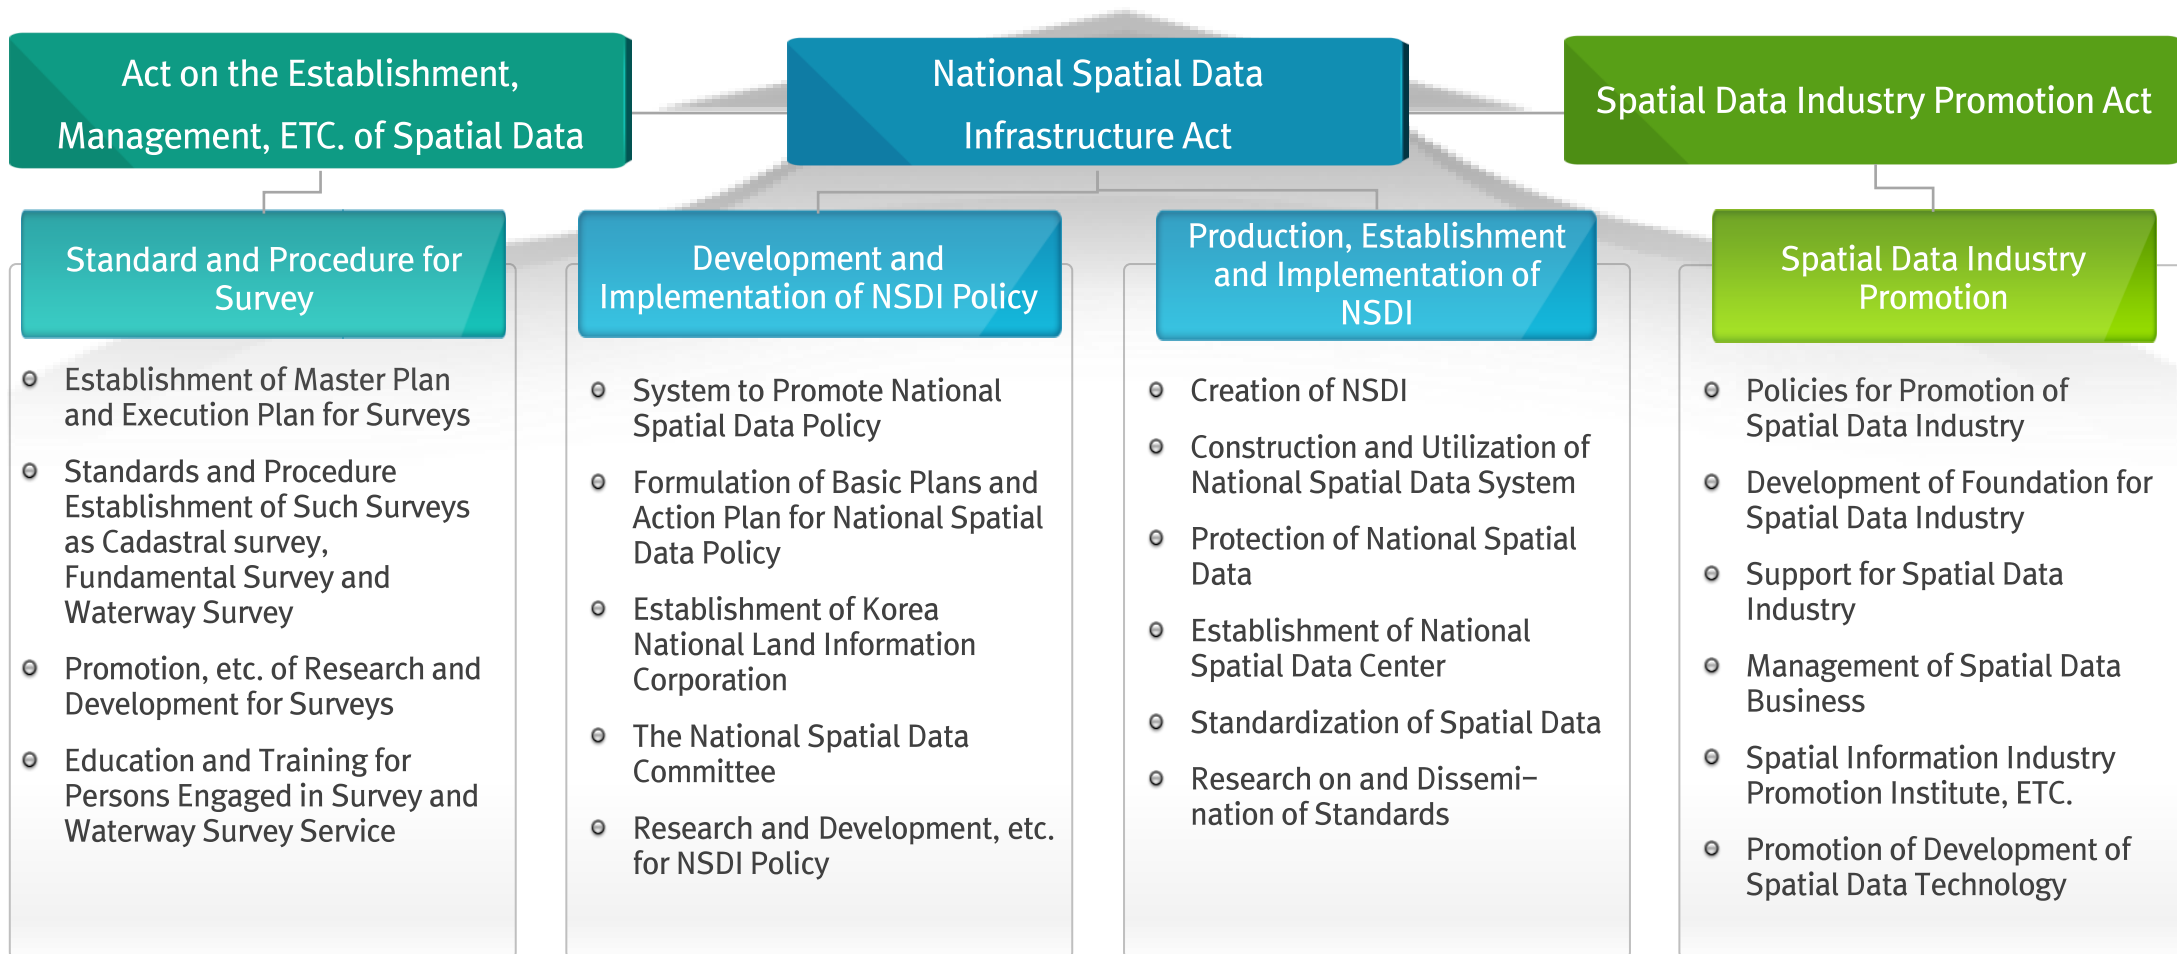 Act on the Establishment,
Management, ETC. of Spatial Data
National Spatial Data
Infrastructure Act
Spatial Data Industry Promotion Act
Standard and Procedure for
Survey
Establishment of Master Plan
and Execution Plan for Surveys
Standards and Procedure
Establishment of Such Surveys
as Cadastral survey,
Fundamental Survey and
Waterway Survey
Promotion, etc. of Research and
Development for Surveys
Education and Training for
Persons Engaged in Survey and
Waterway Survey Service
Development and
Implementation of NSDI Policy
System to Promote National
Spatial Data Policy
Formulation of Basic Plans and
Action Plan for National Spatial
Data Policy
Establishment of Korea
National Land Information
Corporation
The National Spatial Data
Committee
Research and Development, etc.
for NSDI Policy
Production, Establishment
and Implementation of
NSDI
Creation of NSDI
Construction and Utilization of
National Spatial Data System
Protection of National Spatial
Data
Establishment of National
Spatial Data Center
Standardization of Spatial Data
Research on and Dissemi-
nation of Standards
Spatial Data Industry
Promotion
Policies for Promotion of
Spatial Data Industry
Development of Foundation for
Spatial Data Industry
Support for Spatial Data
Industry
Management of Spatial Data
Business
Spatial Information Industry
Promotion Institute, ETC.
Promotion of Development of
Spatial Data Technology